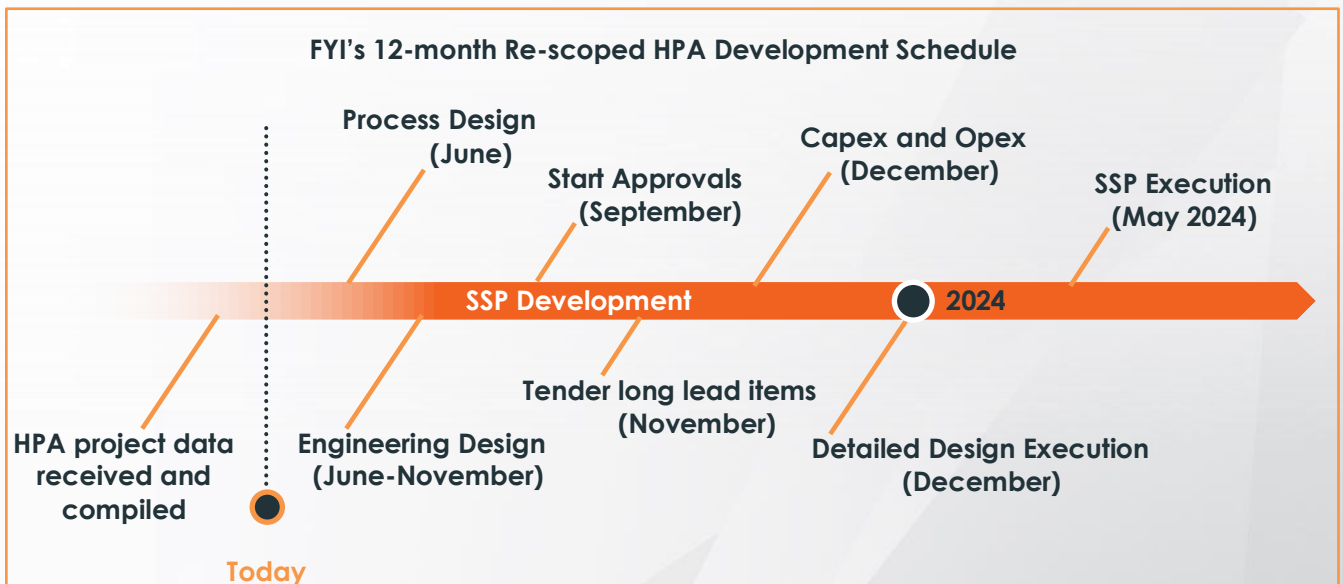 FYI's 12-month Re-scoped HPA Development Schedule
Process Design
(June)
Start Approvals
(September)
Capex and Opex
(December)
SSP Execution
(May 2024)
SSP Development
2024
HPA project data
received and
compiled
Engineering Design
(June-November)
Tender long lead items
(November)
Detailed Design Execution
(December)
Today